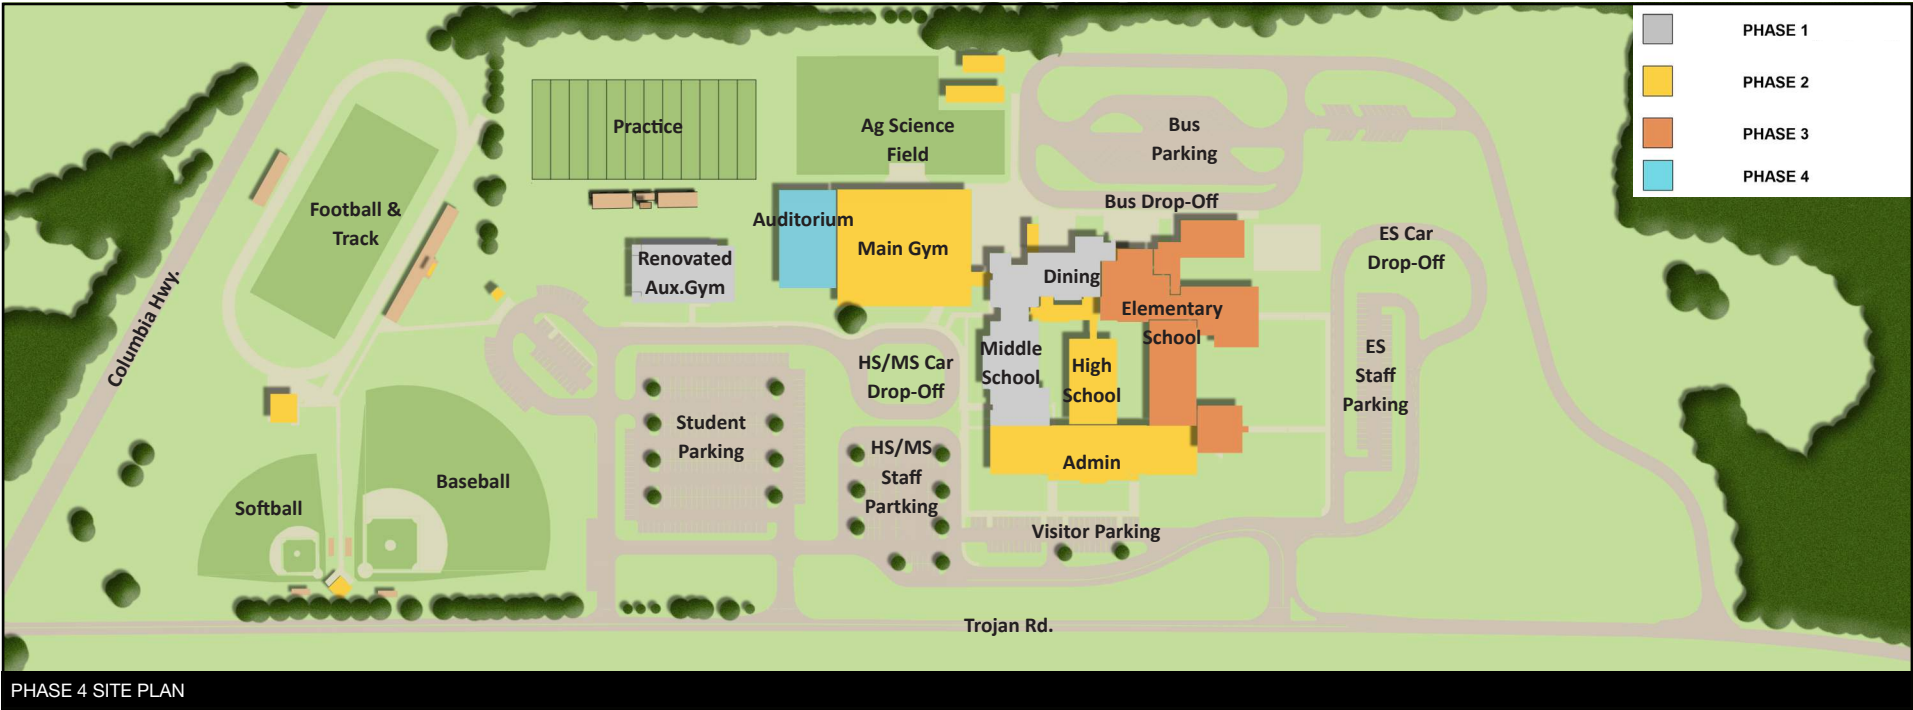 PHASE 1
PHASE 2
PHASE 3
PHASE 4
Practice
Ag Science
Field
Bus
Parking
Bus Drop-Off
Football &
Track
Auditorium
Main Gym
ES Car
Drop-Off
Renovated
Aux.Gym
Dining
Columbia Hwy.
Elementary
School
Middle
School
High
School
HS/MS Car
Drop-Off
ES
Staff
Parking
Student
Parking
HS/MS
Staff
Partking
Admin
Baseball
Softball
Visitor Parking
Trojan Rd.
PHASE 4 SITE PLAN